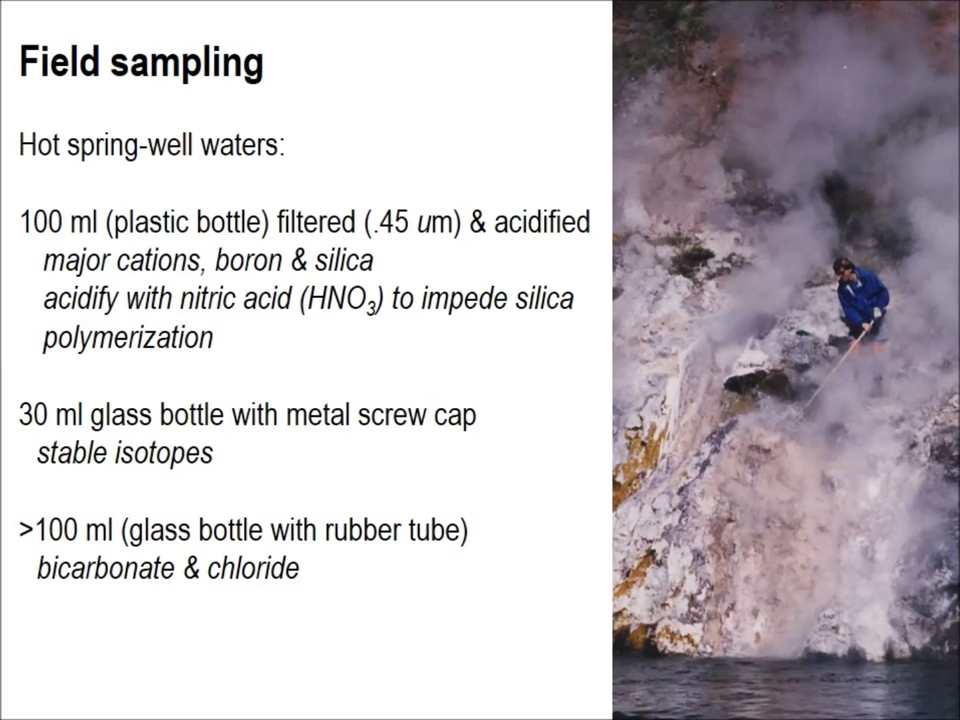 Field sampling
Hot spring-well waters:
100 ml (plastic bottle) filtered (.45 um) & acidified
major cations, boron & silica
acidify with nitric acid (HNO₃) to impede silica
polymerization
30 ml glass bottle with metal screw cap
stable isotopes
>100 ml (glass bottle with rubber tube)
bicarbonate & chloride